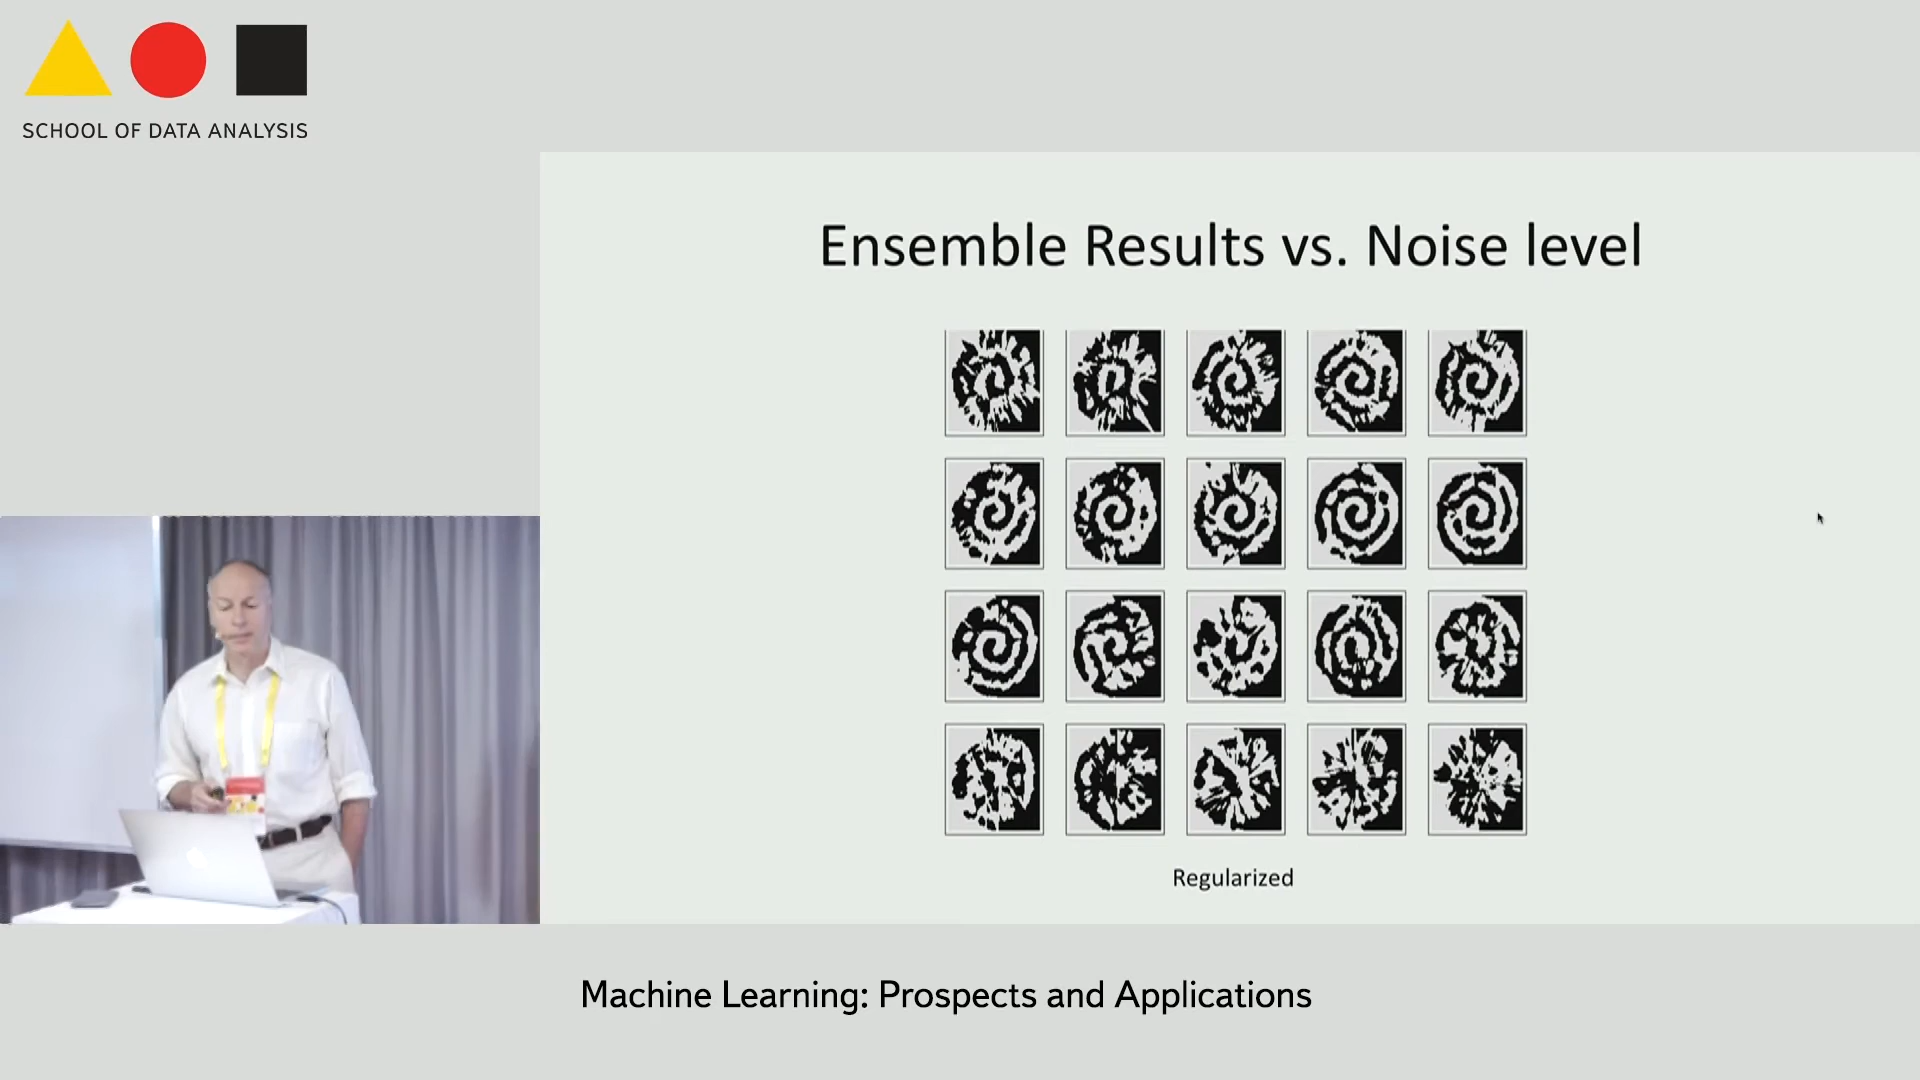 SCHOOL OF DATA ANALYSIS
Ensemble Results vs. Noise level
Regularized
Machine Learning: Prospects and Applications